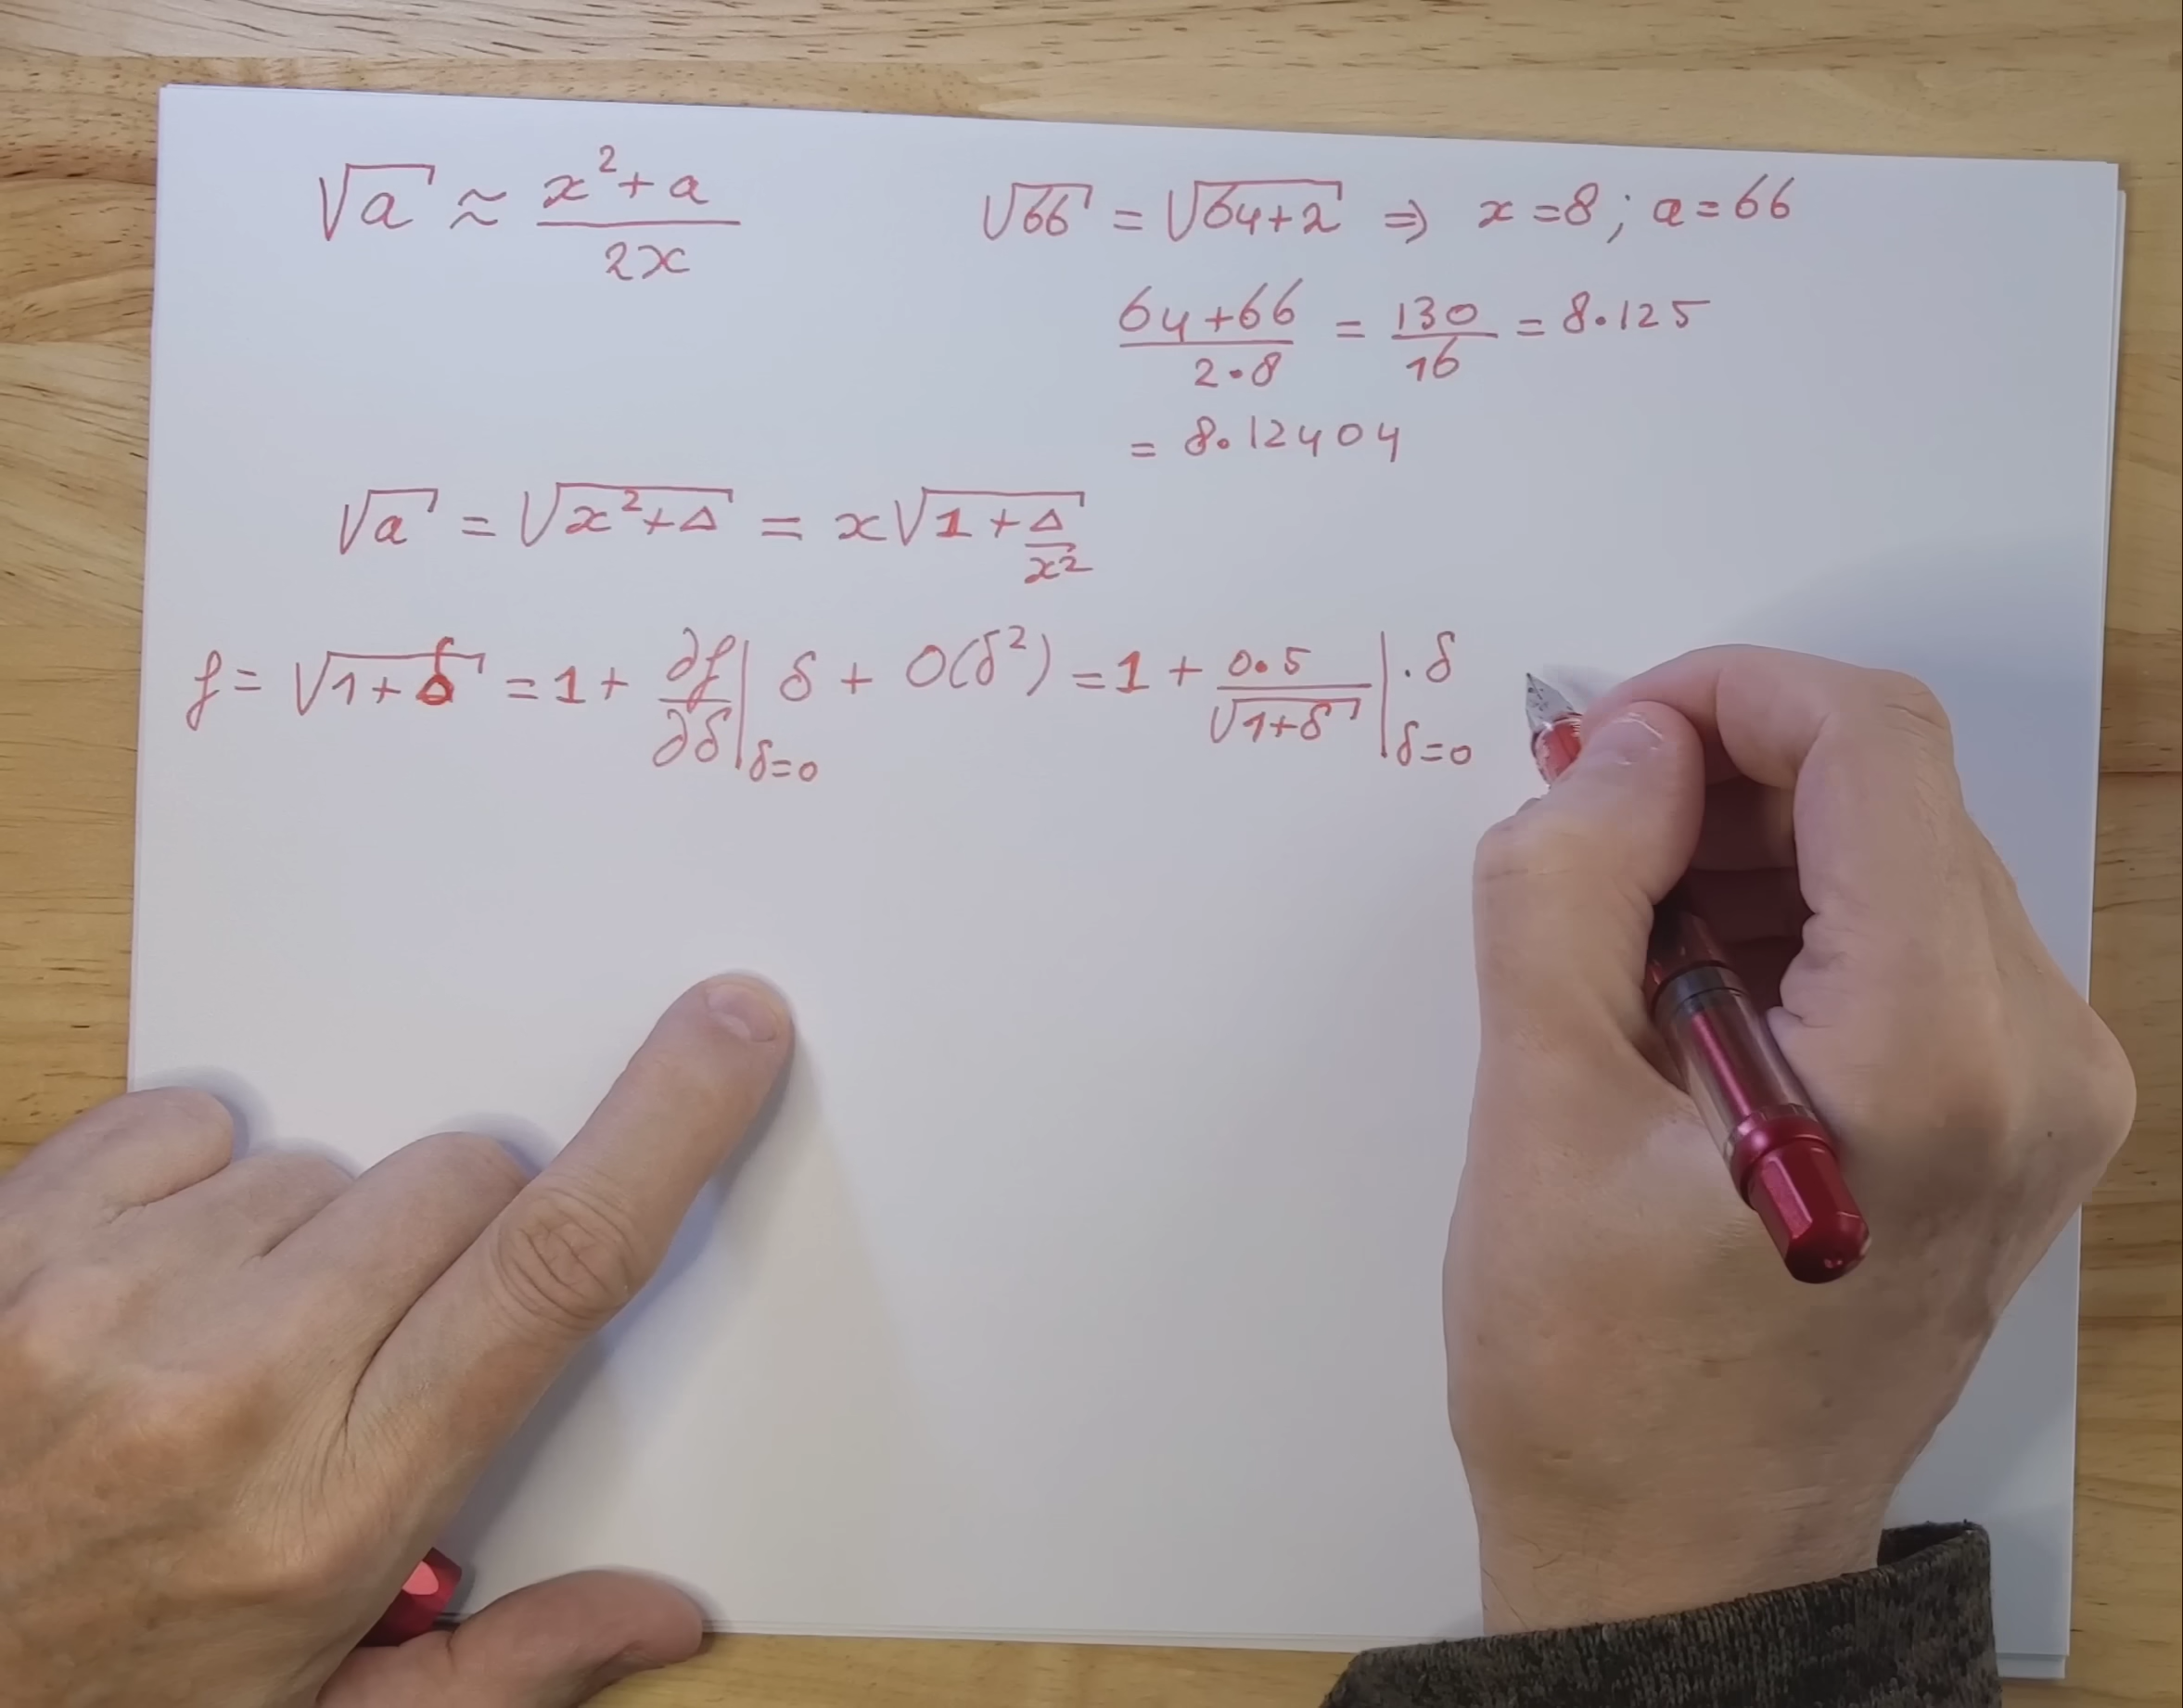 √a ≈ (x² + a)/(2x)
√66 = √(64+2) ⇒ x = 8 ; a = 66
(64+66)/(2·8) = 130/16 = 8.125
= 8.12404
√a = √(x²+Δ) = x√(1 + Δ/x²)
f = √(1+δ) = 1 + ∂f/∂δ|δ=0 δ + O(δ²) = 1 + 0.5/√(1+δ)|δ=0 · δ